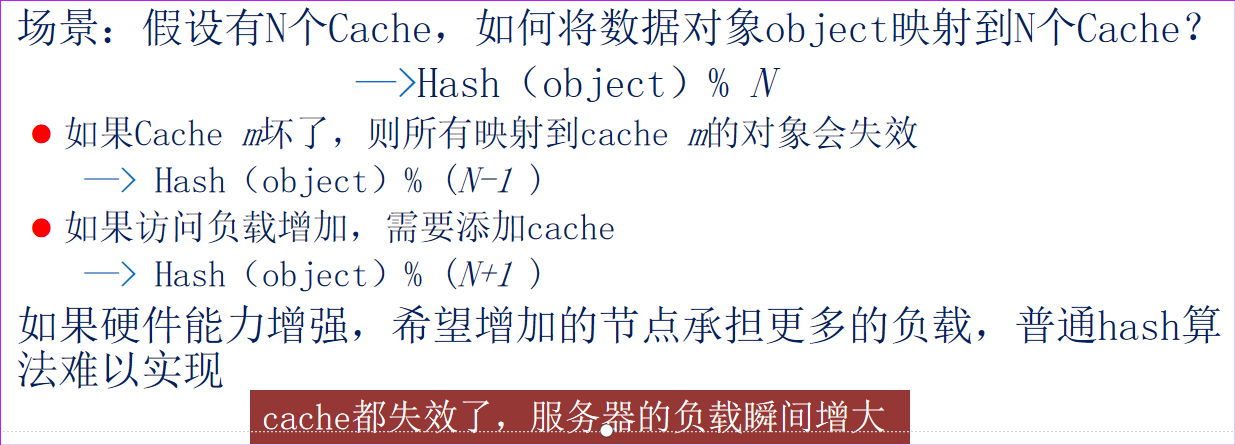 场景：假设有N个Cache，如何将数据对象object映射到N个Cache？
—>Hash（object）% N
如果Cache m坏了，则所有映射到cache m的对象会失效
—> Hash（object）% (N-1 )
如果访问负载增加，需要添加cache
—> Hash（object）% (N+1 )
如果硬件能力增强，希望增加的节点承担更多的负载，普通hash算
法难以实现
cache都失效了，服务器的负载瞬间增大